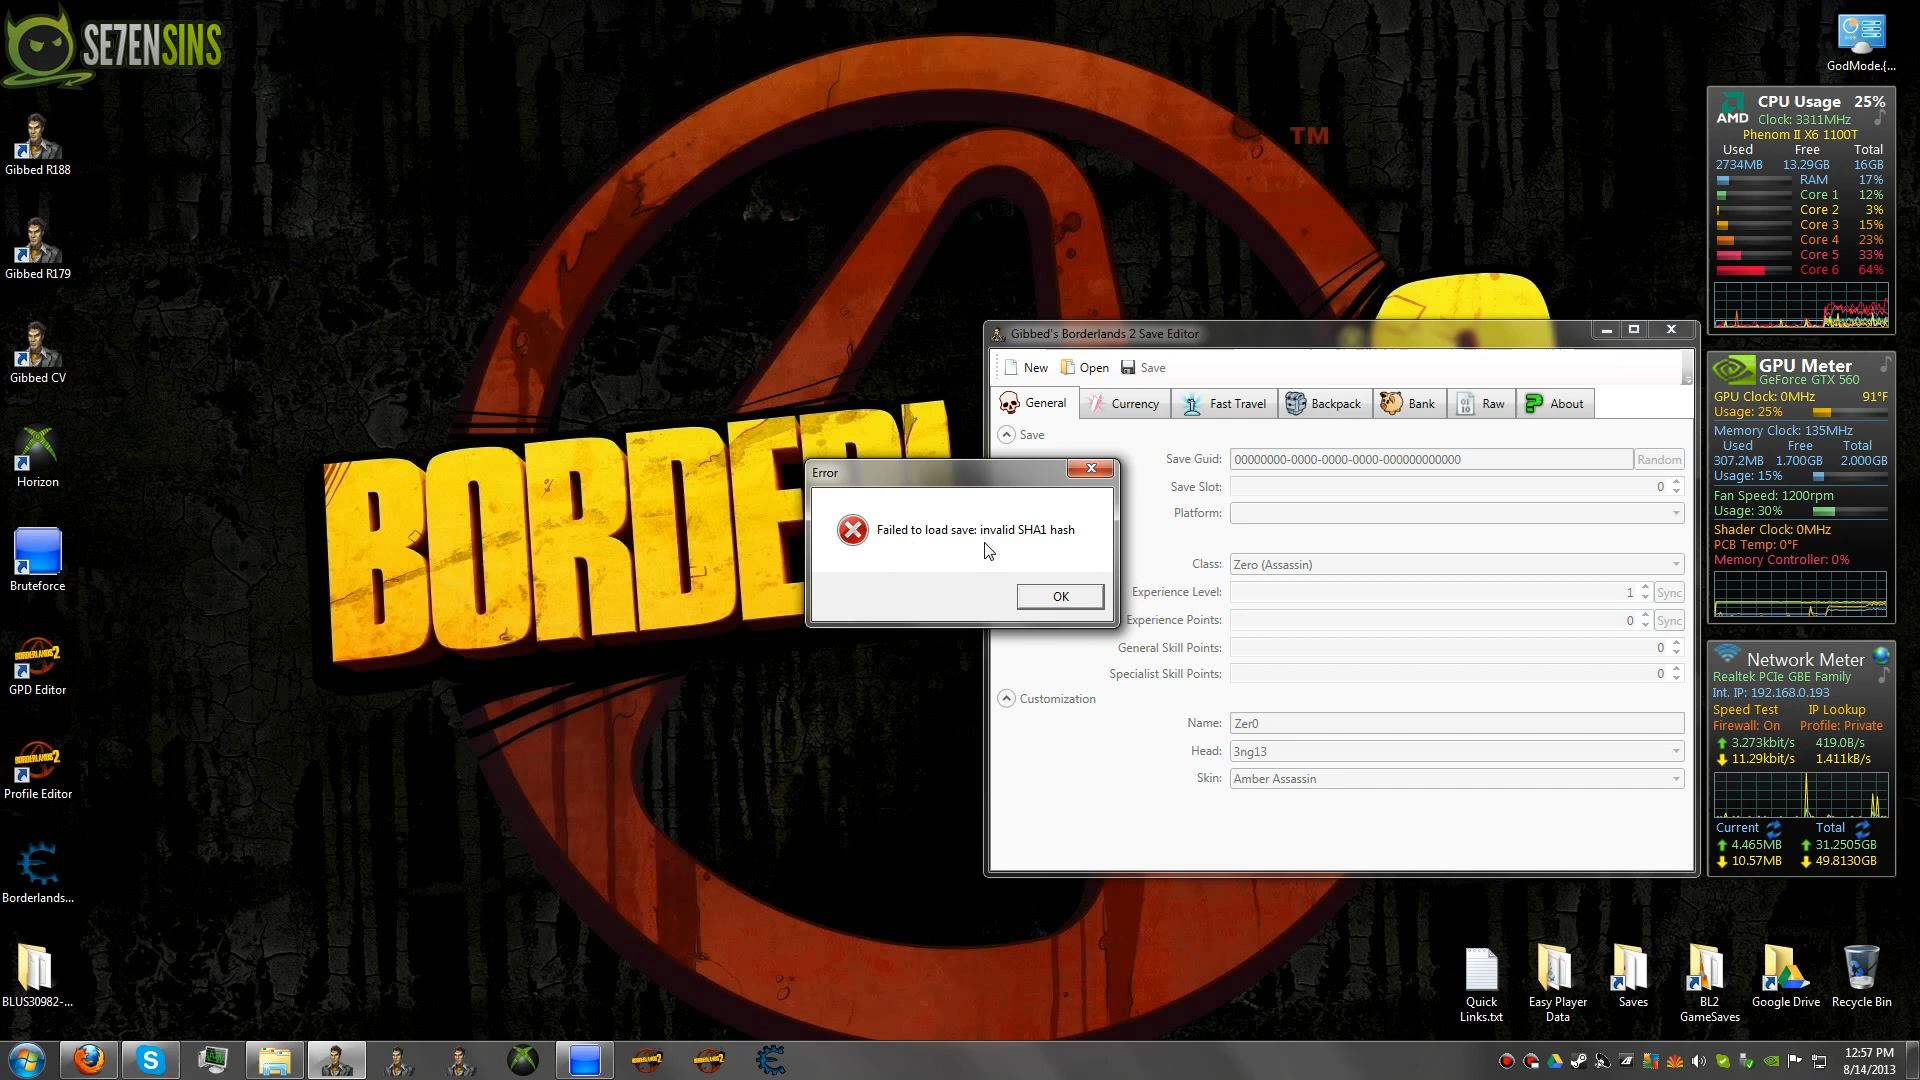 SE7ENSINS
GodMode.{...
Gibbed R188
Gibbed R179
Gibbed CV
Horizon
Bruteforce
GPD Editor
Profile Editor
Borderlands...
BLUS30982-...
TM
BORDERL
Gibbed's Borderlands 2 Save Editor
New Open Save
General Currency Fast Travel Backpack Bank Raw About
Save
Save Guid: 00000000-0000-0000-0000-000000000000 Random
Save Slot: 0
Platform:
Class: Zero (Assassin)
Experience Level: 1 Sync
Experience Points: 0 Sync
General Skill Points: 0
Specialist Skill Points: 0
Customization
Name: Zer0
Head: 3ng13
Skin: Amber Assassin
Error
Failed to load save: invalid SHA1 hash
OK
AMD
CPU Usage 25%
Clock: 3311MHz
Phenom II X6 1100T
Used Free Total
2734MB 13.29GB 16GB
RAM 17%
Core 1 12%
Core 2 3%
Core 3 15%
Core 4 23%
Core 5 33%
Core 6 64%
GPU Meter
GeForce GTX 560
GPU Clock: 0MHz 91°F
Usage: 25%
Memory Clock: 135MHz
Used Free Total
307.2MB 1.700GB 2.000GB
Usage: 15%
Fan Speed: 1200rpm
Usage: 30%
Shader Clock: 0MHz
PCB Temp: 0°F
Memory Controller: 0%
Network Meter
Realtek PCIe GBE Family
Int. IP: 192.168.0.193
Speed Test IP Lookup
Firewall: On Profile: Private
3.273kbit/s 419.0B/s
11.29kbit/s 1.411kB/s
Current Total
4.465MB 31.2505GB
10.57MB 49.8130GB
Quick Links.txt
Easy Player Data
Saves
BL2 GameSaves
Google Drive
Recycle Bin
12:57 PM
8/14/2013